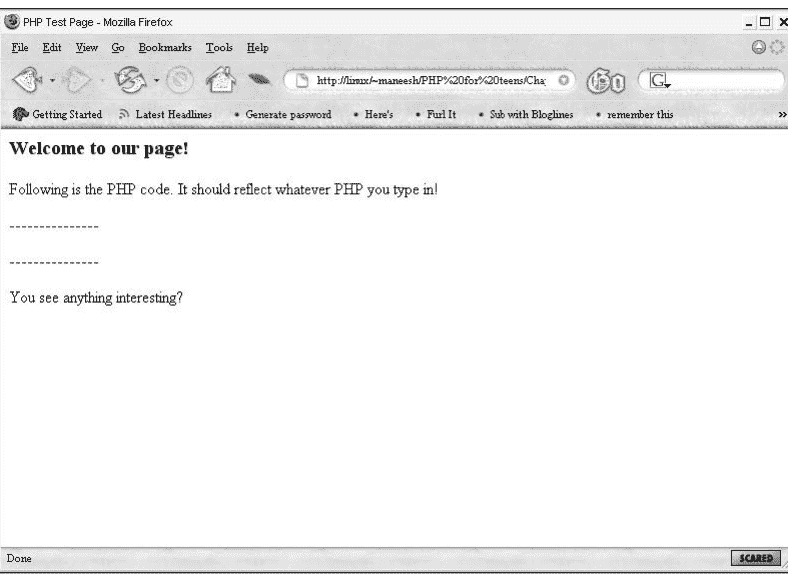 PHP Test Page - Mozilla Firefox
File Edit View Go Bookmarks Tools Help
http://linux/~maneesh/PHP%20for%20teens/Cha G
Getting Started Latest Headlines Generate password Here's Furl It Sub with Bloglines remember this »
Welcome to our page!
Following is the PHP code. It should reflect whatever PHP you type in!
---------------
---------------
You see anything interesting?
Done SCARED